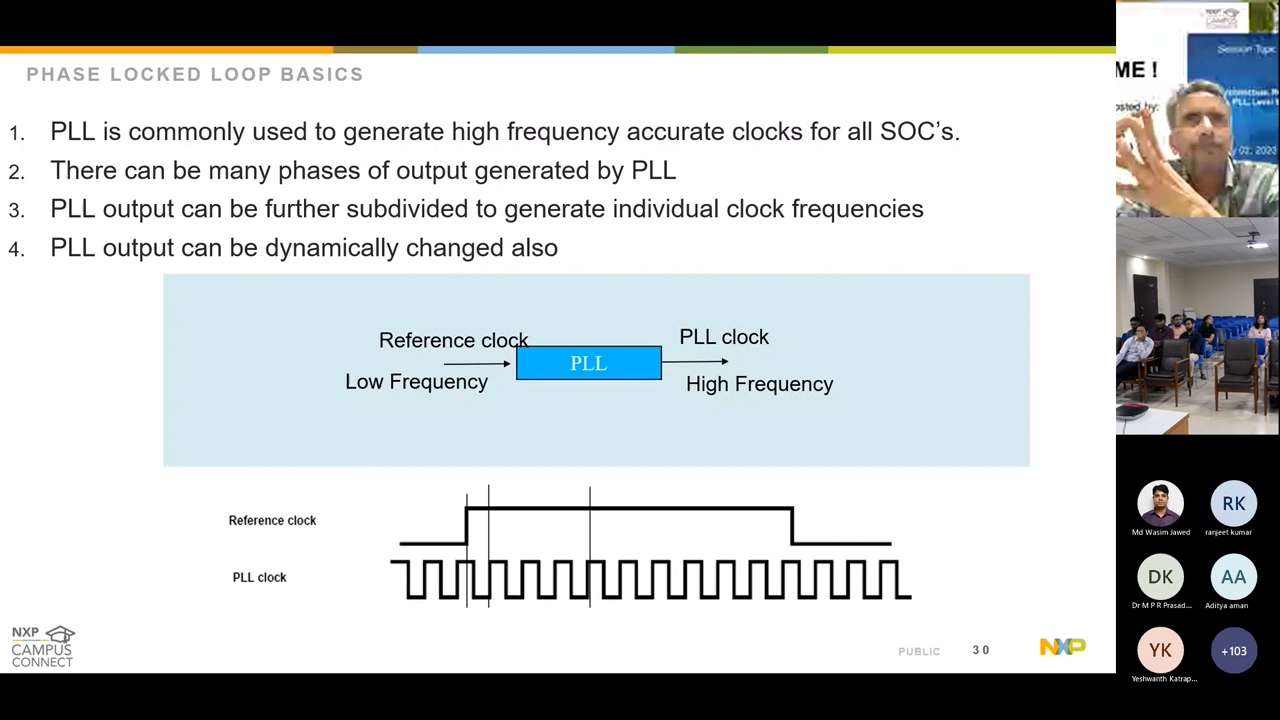 PHASE LOCKED LOOP BASICS
1. PLL is commonly used to generate high frequency accurate clocks for all SOC's.
2. There can be many phases of output generated by PLL
3. PLL output can be further subdivided to generate individual clock frequencies
4. PLL output can be dynamically changed also
Reference clock
PLL clock
PLL
Low Frequency
High Frequency
Reference clock
PLL clock
NXP
CAMPUS
CONNECT
PUBLIC
30
NXP
ME !
Session Topic
PLL, Level
RK
Md Wasim Jawed
ranjeet kumar
DK
AA
Dr M P R Prasad...
Aditya aman
YK
+103
Yeshwanth Katrap...